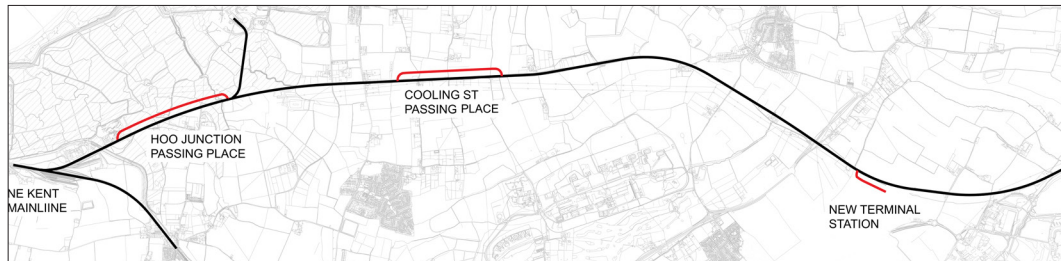 COOLING ST
PASSING PLACE
HOO JUNCTION
PASSING PLACE
NE KENT
MAINLIINE
NEW TERMINAL
STATION